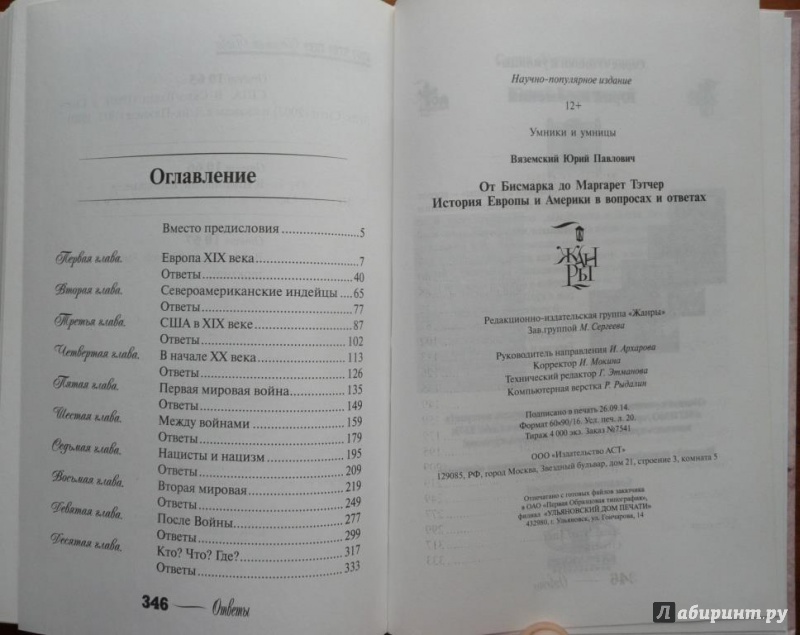 Оглавление
Вместо предисловия 5
Первая глава. Европа XIX века 7
Ответы 40
Вторая глава. Североамериканские индейцы 65
Ответы 77
Третья глава. США в XIX веке 87
Ответы 102
Четвертая глава. В начале XX века 113
Ответы 126
Пятая глава. Первая мировая война 135
Ответы 149
Шестая глава. Между войнами 159
Ответы 179
Седьмая глава. Нацисты и нацизм 195
Ответы 209
Восьмая глава. Вторая мировая 219
Ответы 249
Девятая глава. После Войны 277
Ответы 299
Десятая глава. Кто? Что? Где? 317
Ответы 333
346 — Ответы
Научно-популярное издание
12+
Умники и умницы
Вяземский Юрий Павлович
От Бисмарка до Маргарет Тэтчер
История Европы и Америки в вопросах и ответах
ЖАН
РЫ
Редакционно-издательская группа «Жанры»
Зав.группой М. Сергеева
Руководитель направления И. Архарова
Корректор И. Мокина
Технический редактор Г. Этманова
Компьютерная верстка Р. Рыдалин
Подписано в печать 26.09.14.
Формат 60x90/16. Усл. печ. л. 20.
Тираж 4 000 экз. Заказ №7541
ООО «Издательство АСТ»
129085, РФ, город Москва, Звездный бульвар, дом 21, строение 3, комната 5
Отпечатано с готовых файлов заказчика
в ОАО «Первая Образцовая типография»,
филиал «УЛЬЯНОВСКИЙ ДОМ ПЕЧАТИ»
432980, г. Ульяновск, ул. Гончарова, 14
Лабиринт.ру